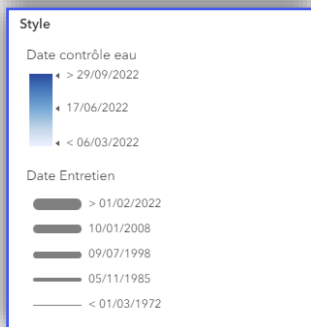 Style
Date contrôle eau
> 29/09/2022
17/06/2022
< 06/03/2022
Date Entretien
> 01/02/2022
10/01/2008
09/07/1998
05/11/1985
< 01/03/1972